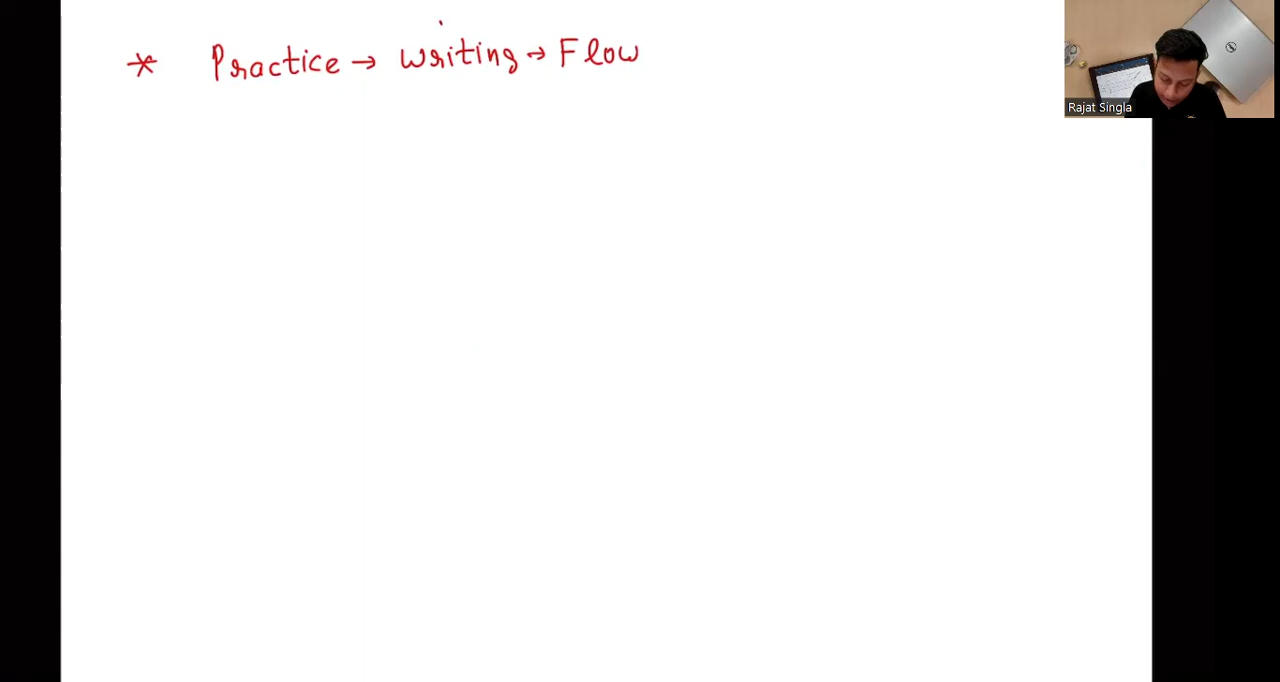 * Practice → writing → Flow
Rajat Singla